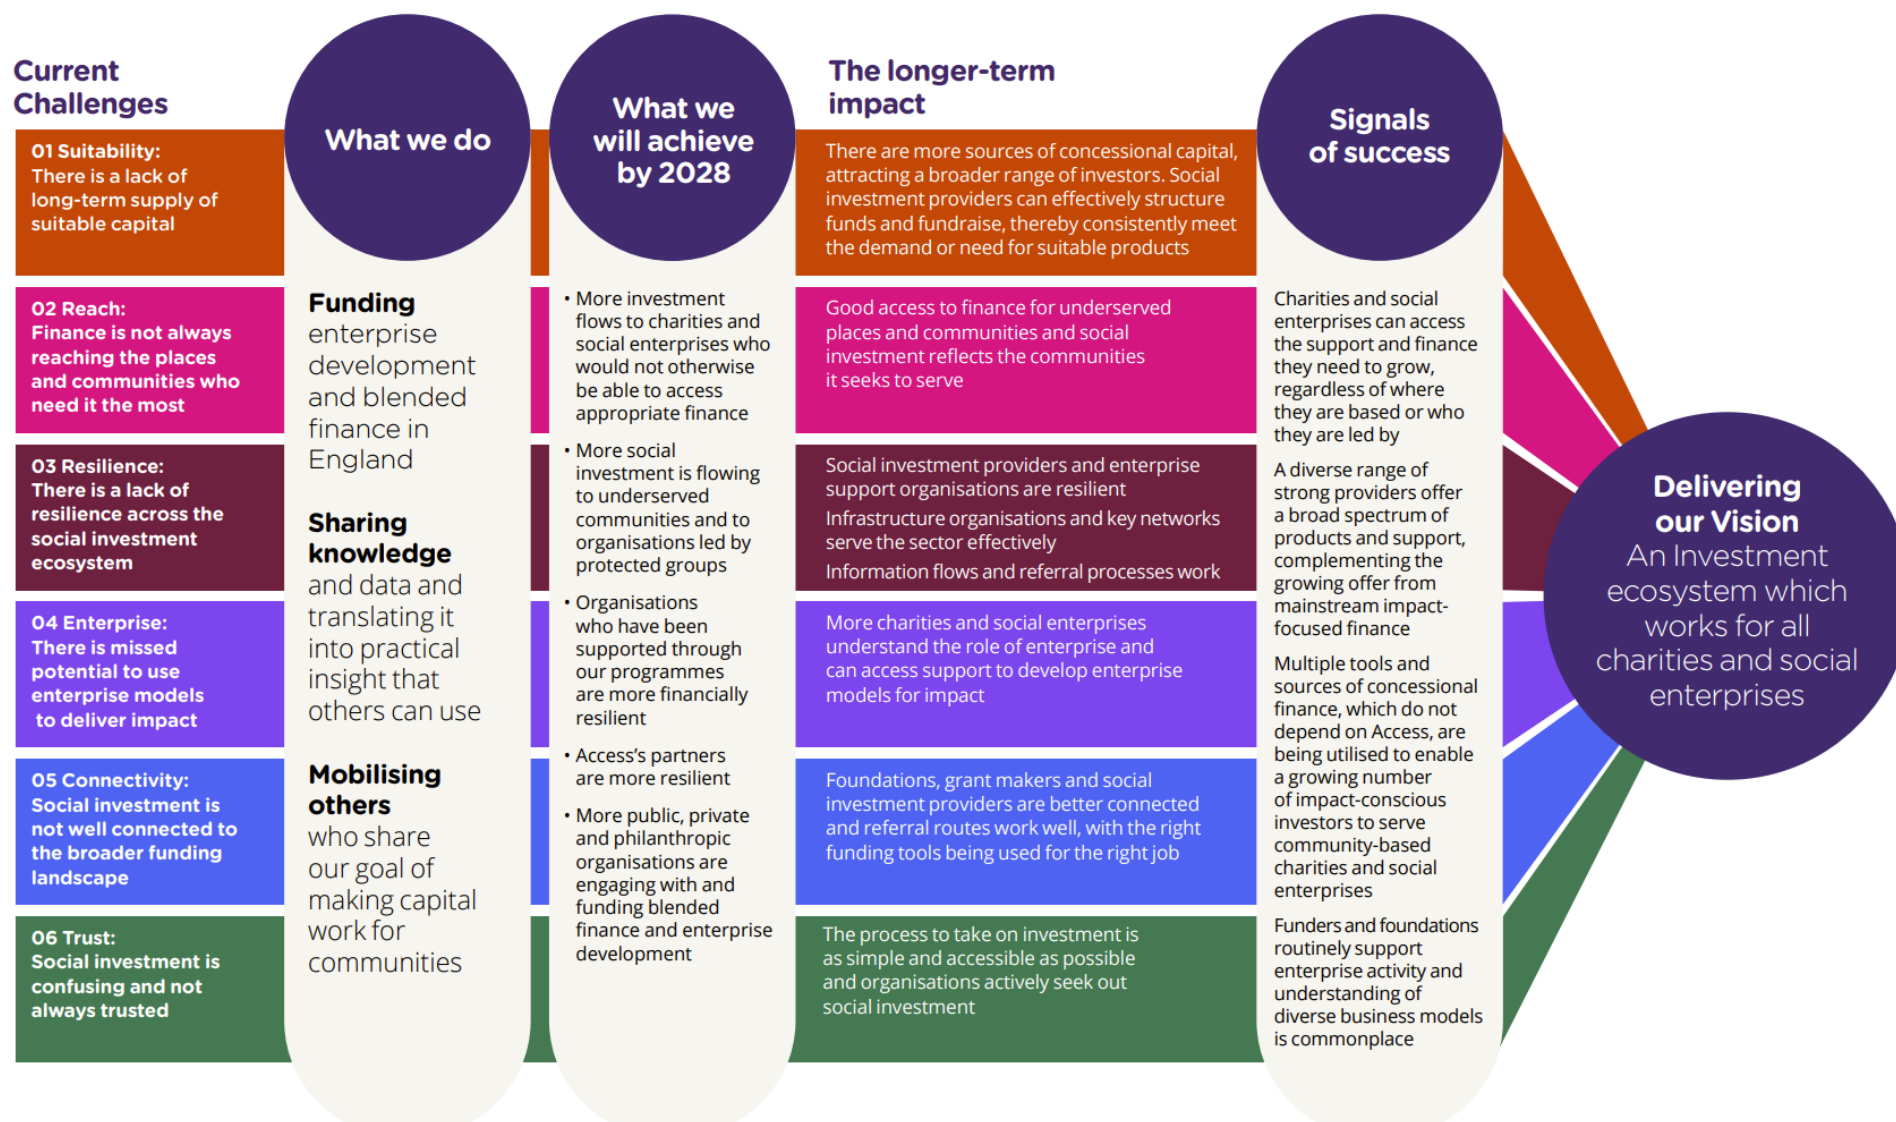 Current
Challenges
01 Suitability:
There is a lack of
long-term supply of
suitable capital
02 Reach:
Finance is not always
reaching the places
and communities who
need it the most
03 Resilience:
There is a lack of
resilience across the
social investment
ecosystem
04 Enterprise:
There is missed
potential to use
enterprise models
to deliver impact
05 Connectivity:
Social investment is
not well connected to
the broader funding
landscape
06 Trust:
Social investment is
confusing and not
always trusted
What we do
Funding
enterprise
development
and blended
finance in
England
Sharing
knowledge
and data and
translating it
into practical
insight that
others can use
Mobilising
others
who share
our goal of
making capital
work for
communities
What we
will achieve
by 2028
• More investment
flows to charities and
social enterprises who
would not otherwise
be able to access
appropriate finance
• More social
investment is flowing
to underserved
communities and to
organisations led by
protected groups
• Organisations
who have been
supported through
our programmes
are more financially
resilient
• Access's partners
are more resilient
• More public, private
and philanthropic
organisations are
engaging with and
funding blended
finance and enterprise
development
The longer-term
impact
There are more sources of concessional capital,
attracting a broader range of investors. Social
investment providers can effectively structure
funds and fundraise, thereby consistently meet
the demand or need for suitable products
Good access to finance for underserved
places and communities and social
investment reflects the communities
it seeks to serve
Social investment providers and enterprise
support organisations are resilient
Infrastructure organisations and key networks
serve the sector effectively
Information flows and referral processes work
More charities and social enterprises
understand the role of enterprise and
can access support to develop enterprise
models for impact
Foundations, grant makers and social
investment providers are better connected
and referral routes work well, with the right
funding tools being used for the right job
The process to take on investment is
as simple and accessible as possible
and organisations actively seek out
social investment
Signals
of success
Charities and social
enterprises can access
the support and finance
they need to grow,
regardless of where
they are based or who
they are led by
A diverse range of
strong providers offer
a broad spectrum of
products and support,
complementing the
growing offer from
mainstream impact-
focused finance
Multiple tools and
sources of concessional
finance, which do not
depend on Access, are
being utilised to enable
a growing number
of impact-conscious
investors to serve
community-based
charities and social
enterprises
Funders and foundations
routinely support
enterprise activity and
understanding of
diverse business models
is commonplace
Delivering
our Vision
An Investment
ecosystem which
works for all
charities and social
enterprises